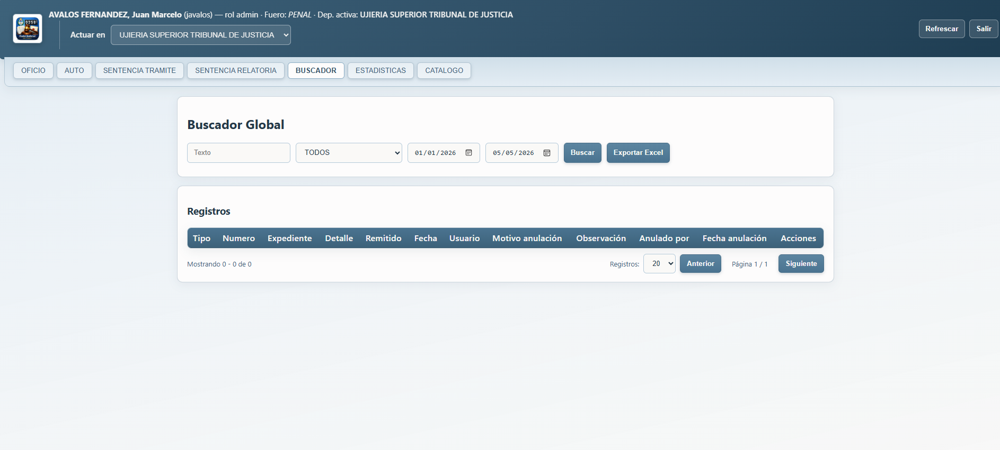 AVALOS FERNANDEZ, Juan Marcelo (javalos) — rol admin · Fuero: PENAL · Dep. activa: UJIERIA SUPERIOR TRIBUNAL DE JUSTICIA
0258
Poder Judicial
Actuar en UJIERIA SUPERIOR TRIBUNAL DE JUSTICIA
Refrescar Salir
OFICIO AUTO SENTENCIA TRAMITE SENTENCIA RELATORIA BUSCADOR ESTADISTICAS CATALOGO
Buscador Global
Texto TODOS 01/01/2026 05/05/2026 Buscar Exportar Excel
Registros
Tipo Numero Expediente Detalle Remitido Fecha Usuario Motivo anulación Observación Anulado por Fecha anulación Acciones
Mostrando 0 - 0 de 0 Registros: 20 Anterior Página 1 / 1 Siguiente